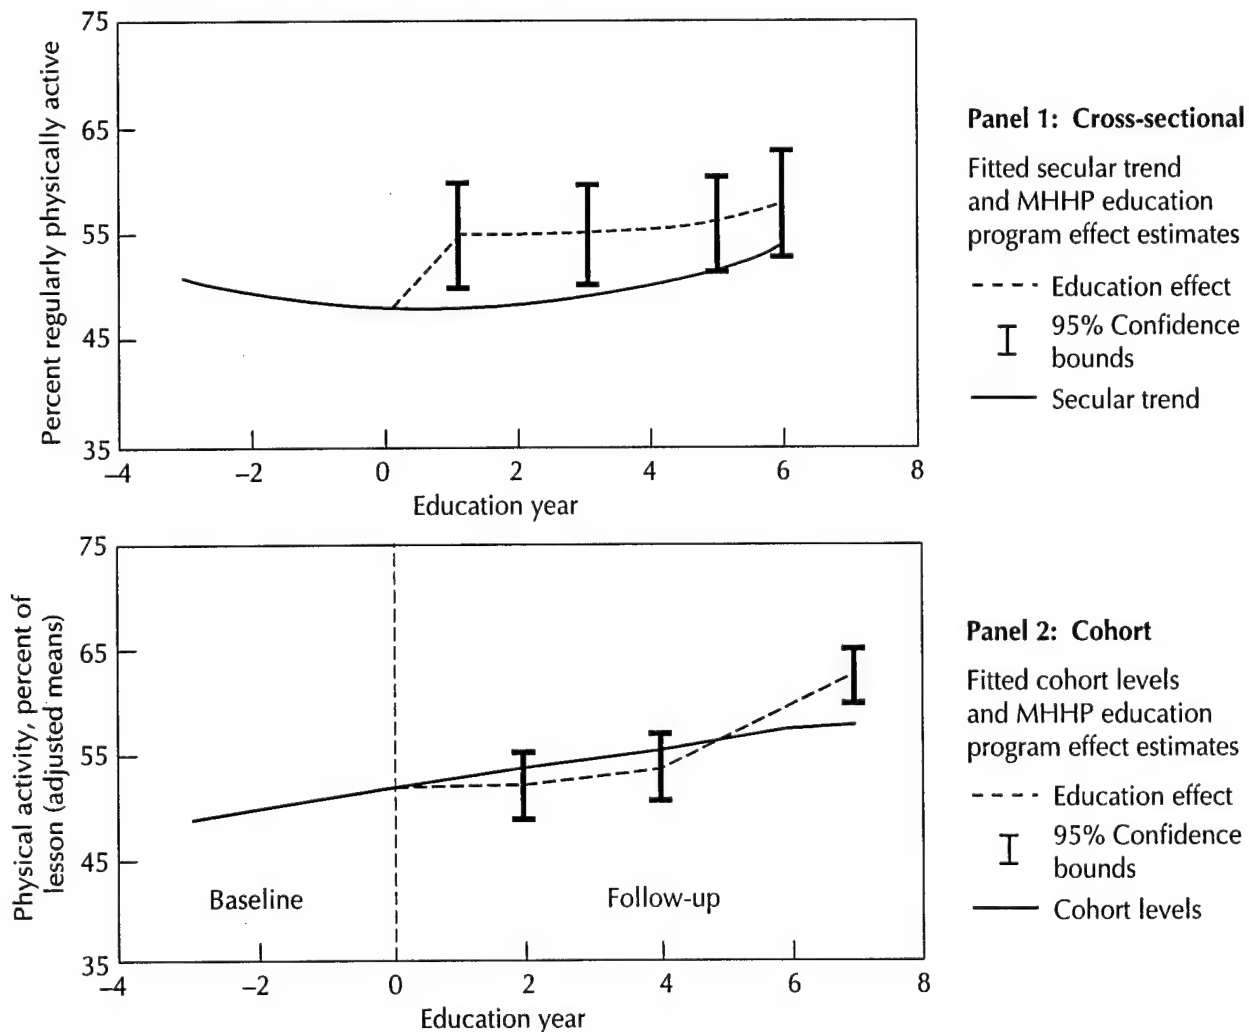 75
65
55
45
35
Percent regularly physically active
–4
–2
0
2
4
6
8
Education year
Panel 1: Cross-sectional
Fitted secular trend
and MHHP education
program effect estimates
Education effect
95% Confidence
bounds
Secular trend
75
65
55
45
35
Physical activity, percent of
lesson (adjusted means)
Baseline
Follow-up
–4
–2
0
2
4
6
8
Education year
Panel 2: Cohort
Fitted cohort levels
and MHHP education
program effect estimates
Education effect
95% Confidence
bounds
Cohort levels